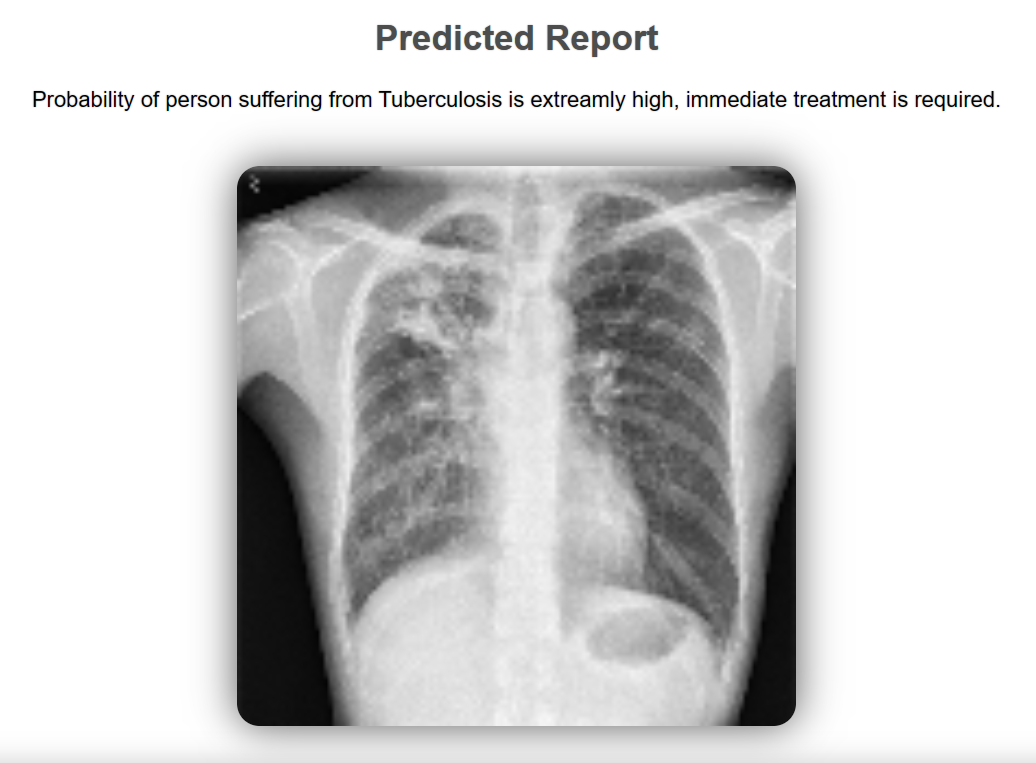 Predicted Report
Probability of person suffering from Tuberculosis is extreamly high, immediate treatment is required.